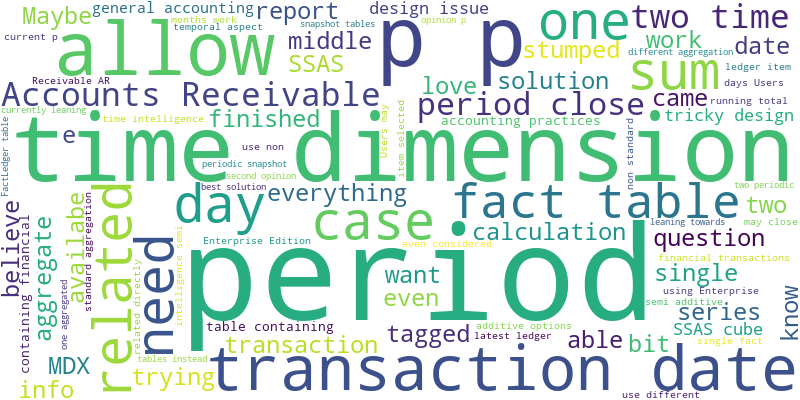 Maybe
months work
general accounting
report
design issue
opinion p
snapshot tables
temporal aspect
current p
allow
p p
one
two time
middle
different aggregation
stumped
work
date
SSAS
Receivable AR
sum
ledger item
days Users
love
solution
Accounts Receivable
period close
came
running total
currently leaning
time intelligence
finished
accounting practices
tricky design
e
FactLedger table
time dimension
Users may
item selected
non standard
use non
periodic snapshot
second opinion
best solution
two periodic
related
day
everything
fact table
two
believe
aggregate
availabe
standard aggregation
need
case
leaning towards
may close
Enterprise Edition
calculation
even considered
question
financial transactions
period
want
single
using Enterprise
semi additive
containing financial
one aggregated
related directly
intelligence semi
even
series
know
table containing
tagged
additive options
latest ledger
able
bit
SSAS cube
single fact
MDX
tables instead
transaction
trying
info
transaction date
use different